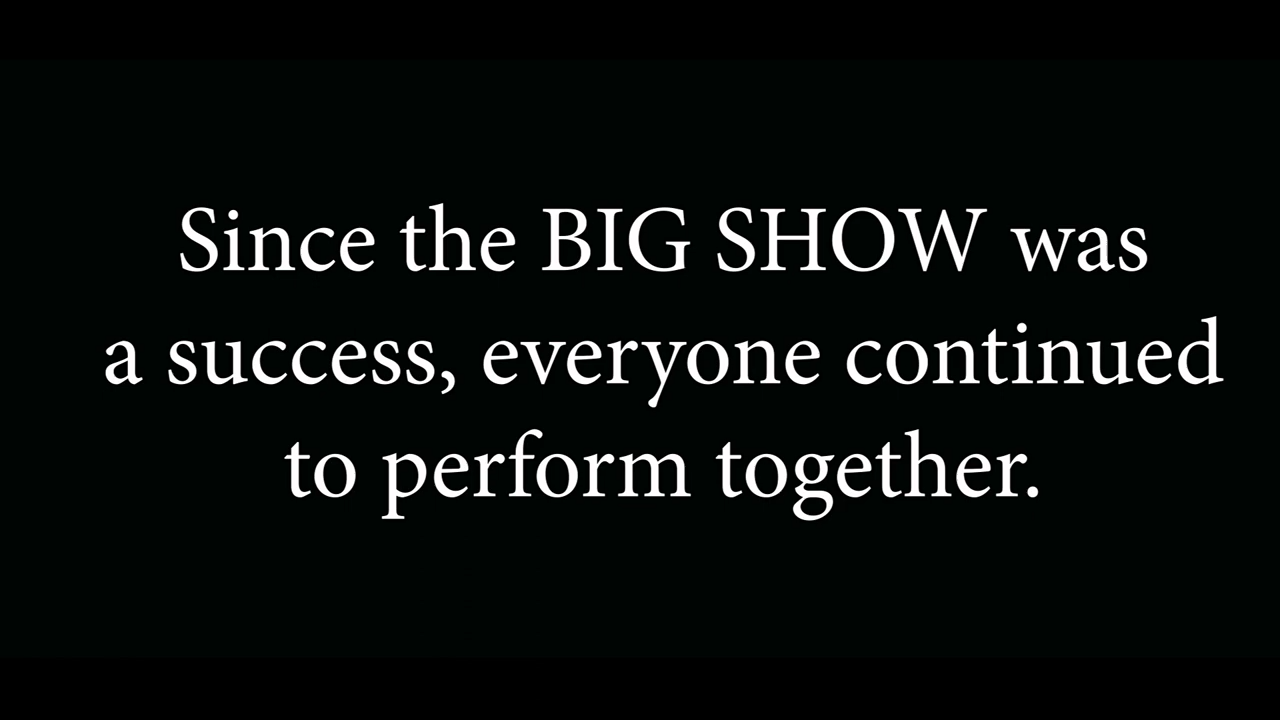 Since the BIG SHOW was
a success, everyone continued
to perform together.